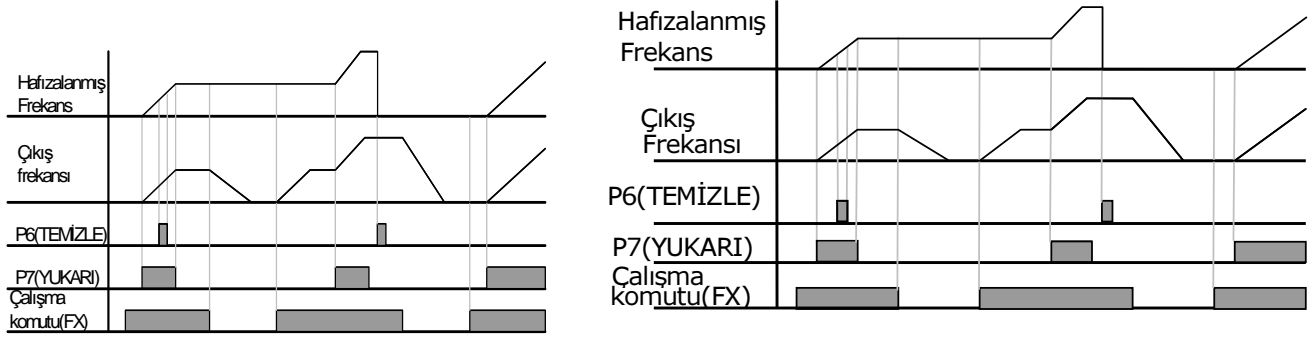 Hafızalanmış
Frekans
Çıkış
frekansı
P6(TEMİZLE)
P7(YUKARI)
Çalışma
komutu(FX)
Hafızalanmış
Frekans
Çıkış
Frekansı
P6(TEMİZLE)
P7(YUKARI)
Çalışma
komutu(FX)